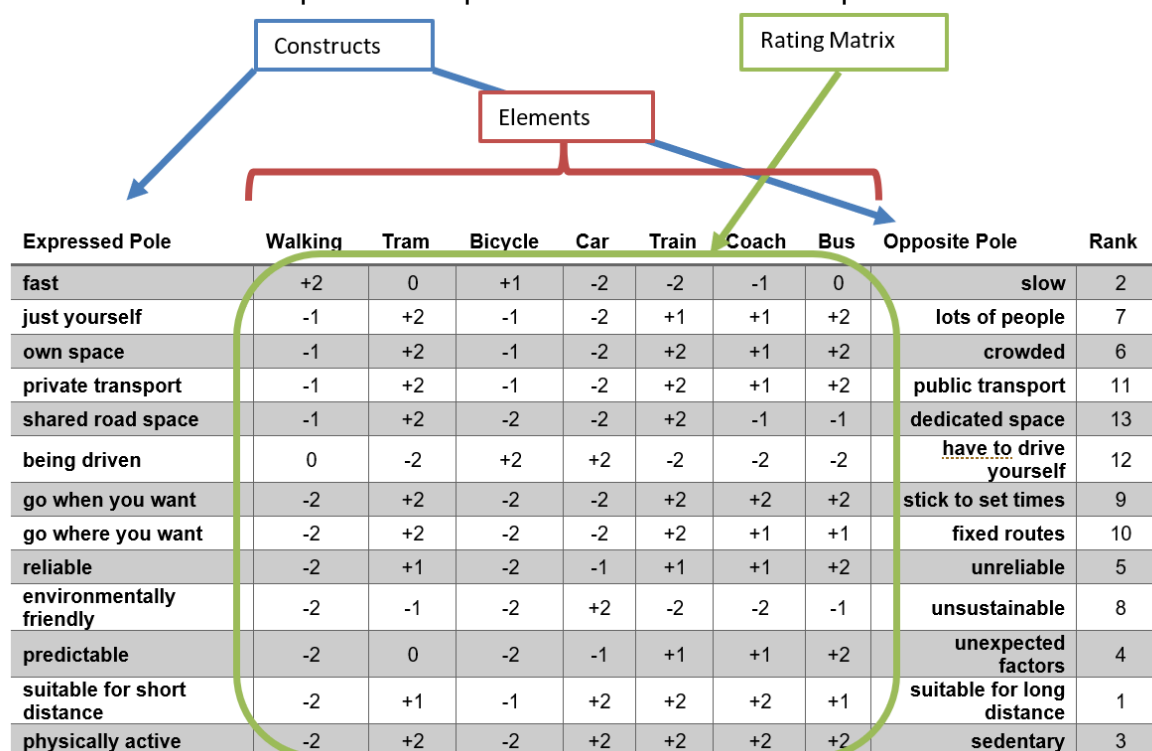 Constructs
Rating Matrix
Elements
Expressed Pole Walking Tram Bicycle Car Train Coach Bus Opposite Pole Rank
fast +2 0 +1 -2 -2 -1 0 slow 2
just yourself -1 +2 -1 -2 +1 +1 +2 lots of people 7
own space -1 +2 -1 -2 +2 +1 +2 crowded 6
private transport -1 +2 -1 -2 +2 +1 +2 public transport 11
shared road space -1 +2 -2 -2 +2 -1 -1 dedicated space 13
being driven 0 -2 +2 +2 -2 -2 -2 have to drive
yourself 12
go when you want -2 +2 -2 -2 +2 +2 +2 stick to set times 9
go where you want -2 +2 -2 -2 +2 +1 +1 fixed routes 10
reliable -2 +1 -2 -1 +1 +1 +2 unreliable 5
environmentally
friendly -2 -1 -2 +2 -2 -2 -1 unsustainable 8
predictable -2 0 -2 -1 +1 +1 +2 unexpected
factors 4
suitable for short
distance -2 +1 -1 +2 +2 +2 +1 suitable for long
distance 1
physically active -2 +2 -2 +2 +2 +2 +2 sedentary 3